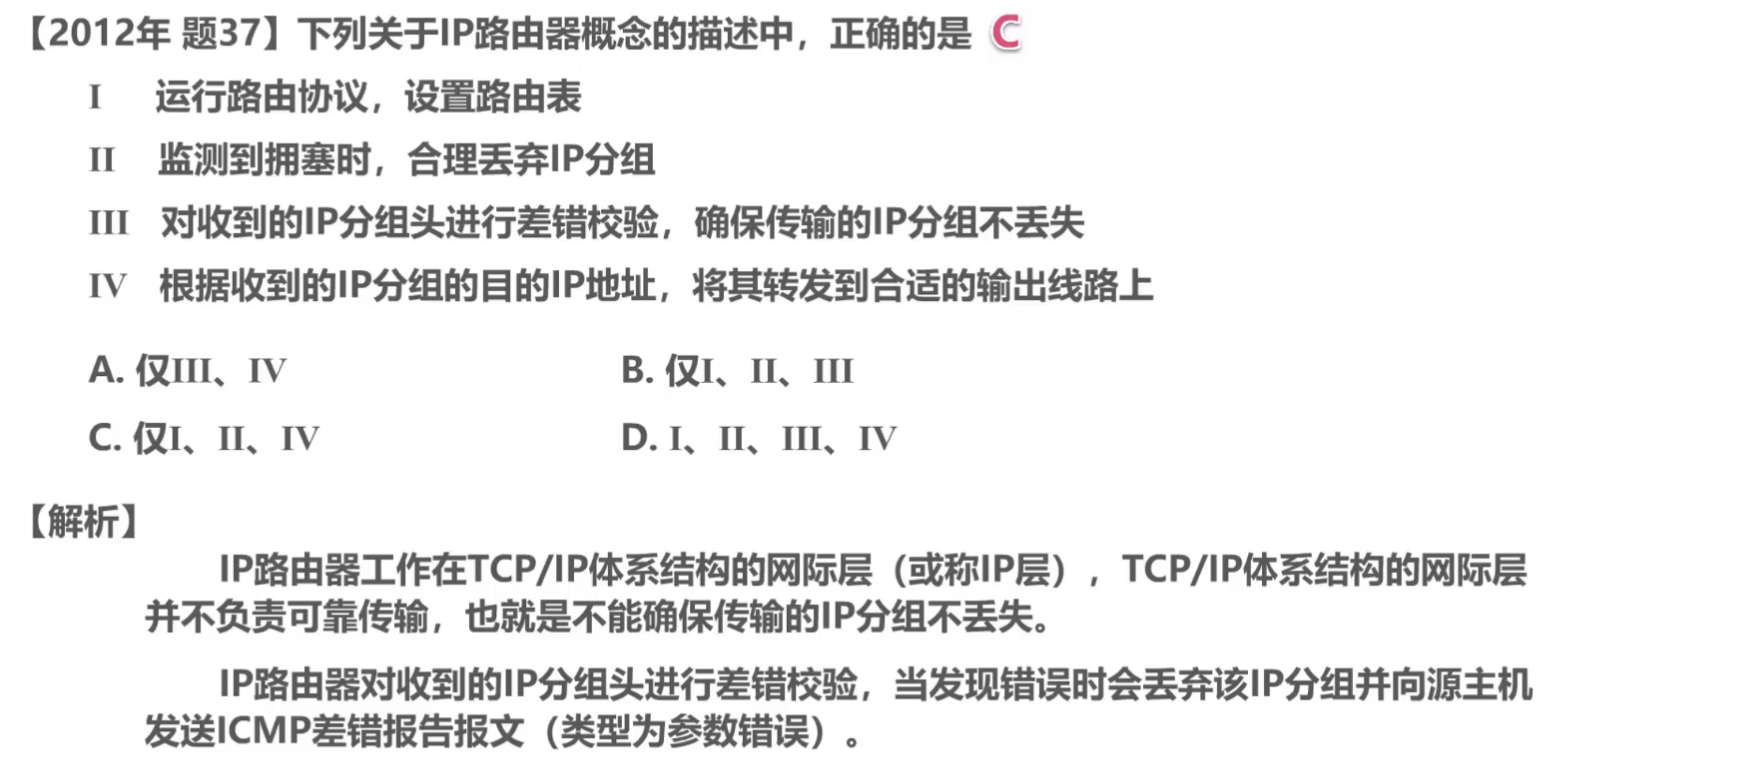 【2012年 题37】下列关于IP路由器概念的描述中，正确的是 C
I 运行路由协议，设置路由表
II 监测到拥塞时，合理丢弃IP分组
III 对收到的IP分组头进行差错校验，确保传输的IP分组不丢失
IV 根据收到的IP分组的目的IP地址，将其转发到合适的输出线路上
A. 仅III、IV B. 仅I、II、III
C. 仅I、II、IV D. I、II、III、IV
【解析】
IP路由器工作在TCP/IP体系结构的网际层（或称IP层），TCP/IP体系结构的网际层
并不负责可靠传输，也就是不能确保传输的IP分组不丢失。
IP路由器对收到的IP分组头进行差错校验，当发现错误时会丢弃该IP分组并向源主机
发送ICMP差错报告报文（类型为参数错误）。